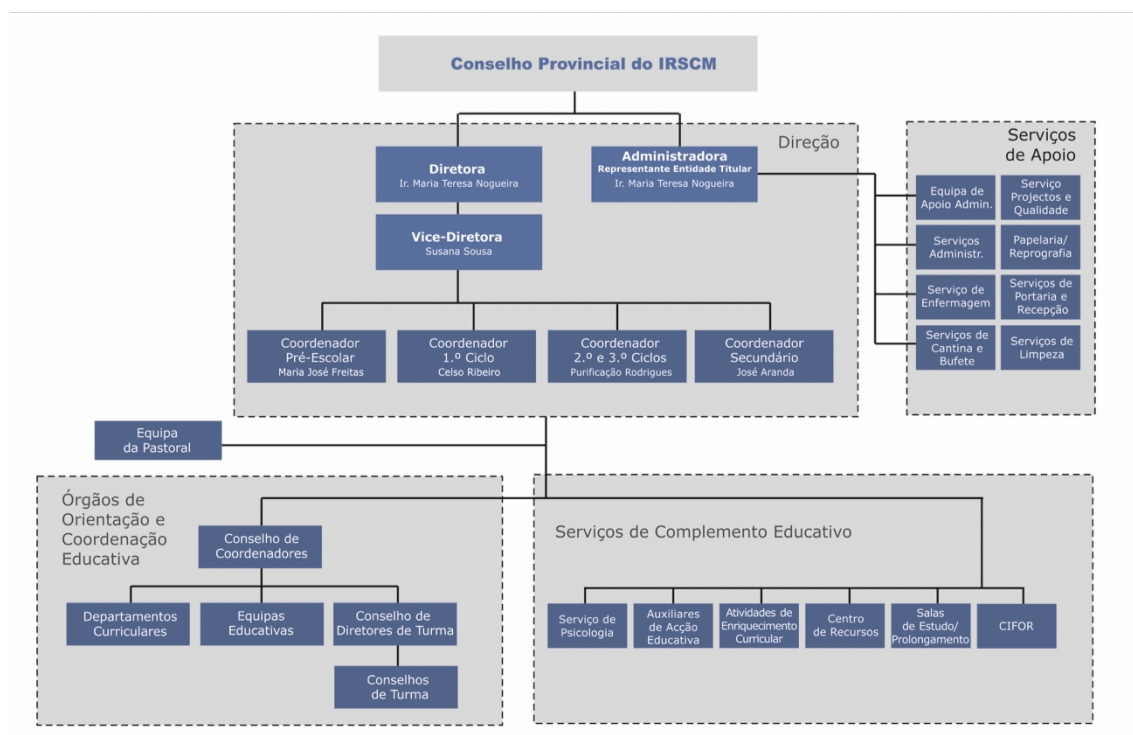 Conselho Provincial do IRSCM
Direção
Diretora
Ir. Maria Teresa Nogueira
Administradora
Representante Entidade Titular
Ir. Maria Teresa Nogueira
Vice-Diretora
Susana Sousa
Coordenador
Pré-Escolar
Maria José Freitas
Coordenador
1.º Ciclo
Celso Ribeiro
Coordenador
2.º e 3.º Ciclos
Purificação Rodrigues
Coordenador
Secundário
José Aranda
Serviços
de Apoio
Equipa de
Apoio Admin.
Serviço
Projectos e
Qualidade
Serviços
Administr.
Papelaria/
Reprografia
Serviço de
Enfermagem
Serviços de
Portaria e
Recepção
Serviços de
Cantina e
Bufete
Serviços de
Limpeza
Equipa
da Pastoral
Órgãos de
Orientação e
Coordenação
Educativa
Conselho de
Coordenadores
Departamentos
Curriculares
Equipas
Educativas
Conselho de
Diretores de Turma
Conselhos
de Turma
Serviços de Complemento Educativo
Serviço de
Psicologia
Auxiliares
de Acção
Educativa
Atividades de
Enriquecimento
Curricular
Centro
de Recursos
Salas
de Estudo/
Prolongamento
CIFOR